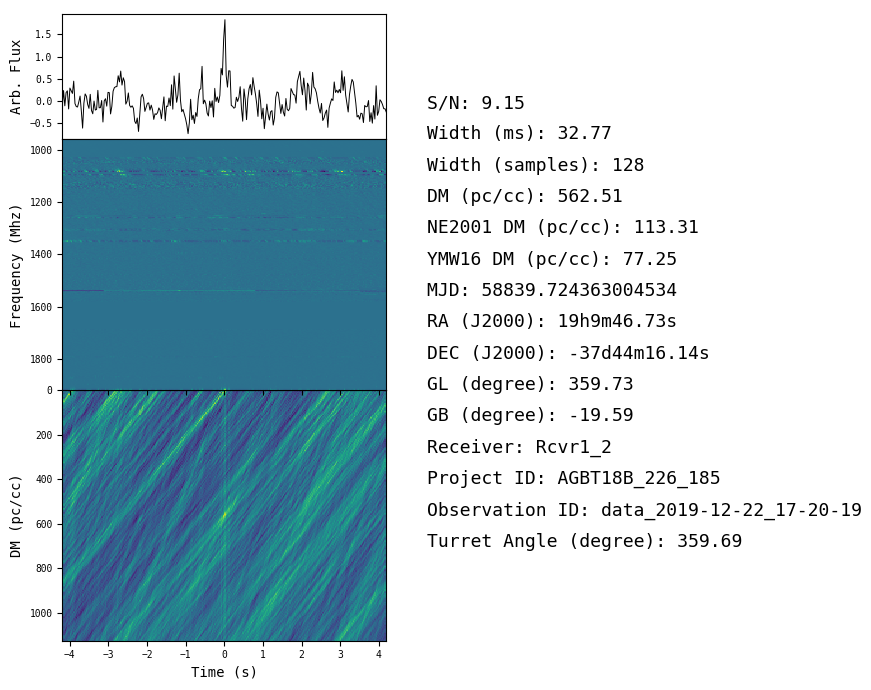 1.5
1.0
0.5
0.0
−0.5
Arb. Flux
1000
1200
1400
1600
1800
Frequency (Mhz)
0
200
400
600
800
1000
DM (pc/cc)
−4 −3 −2 −1 0 1 2 3 4
Time (s)
S/N: 9.15
Width (ms): 32.77
Width (samples): 128
DM (pc/cc): 562.51
NE2001 DM (pc/cc): 113.31
YMW16 DM (pc/cc): 77.25
MJD: 58839.724363004534
RA (J2000): 19h9m46.73s
DEC (J2000): -37d44m16.14s
GL (degree): 359.73
GB (degree): -19.59
Receiver: Rcvr1_2
Project ID: AGBT18B_226_185
Observation ID: data_2019-12-22_17-20-19
Turret Angle (degree): 359.69